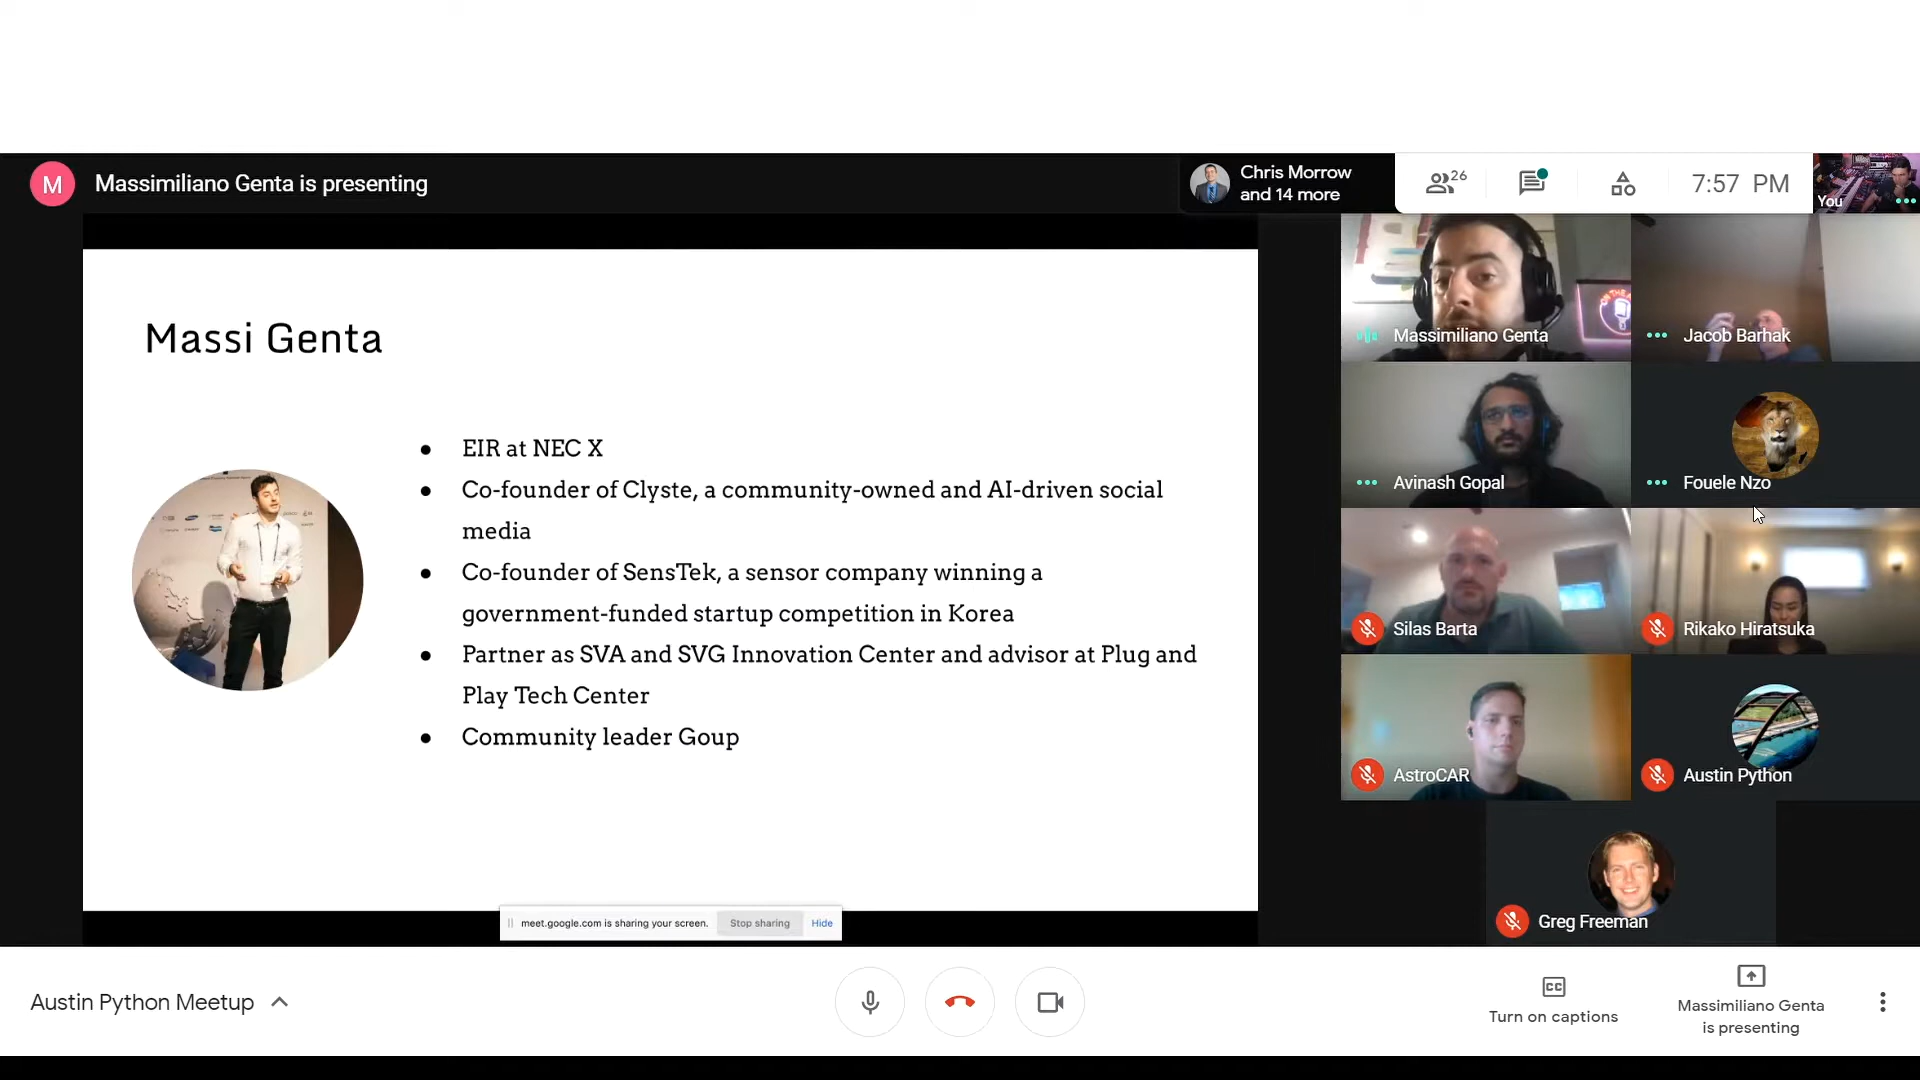 M
Massimiliano Genta is presenting
Chris Morrow
and 14 more
26
7:57 PM
You
Massi Genta
● EIR at NEC X
● Co-founder of Clyste, a community-owned and AI-driven social
media
● Co-founder of SensTek, a sensor company winning a
government-funded startup competition in Korea
● Partner as SVA and SVG Innovation Center and advisor at Plug and
Play Tech Center
● Community leader Goup
Massimiliano Genta
Jacob Barhak
Avinash Gopal
Fouele Nzo
Silas Barta
Rikako Hiratsuka
AstroCAR
Austin Python
Greg Freeman
meet.google.com is sharing your screen. Stop sharing Hide
Austin Python Meetup
CC
Turn on captions
Massimiliano Genta
is presenting